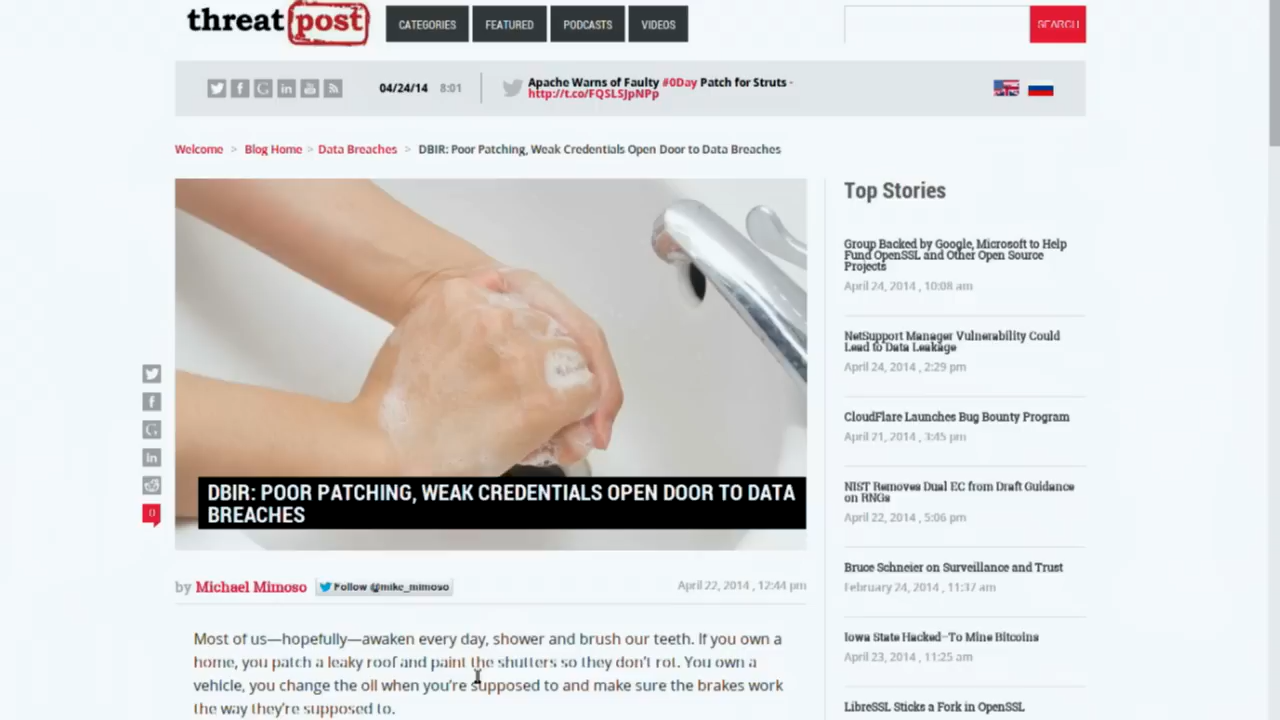 threatpost
CATEGORIES
FEATURED
PODCASTS
VIDEOS
SEARCH
04/24/14 8:01
Apache Warns of Faulty #0Day Patch for Struts -
http://t.co/FQSLSJpNPp
Welcome > Blog Home > Data Breaches > DBIR: Poor Patching, Weak Credentials Open Door to Data Breaches
DBIR: POOR PATCHING, WEAK CREDENTIALS OPEN DOOR TO DATA
BREACHES
0
by Michael Mimoso Follow @mike_mimoso April 22, 2014 , 12:44 pm
Most of us—hopefully—awaken every day, shower and brush our teeth. If you own a
home, you patch a leaky roof and paint the shutters so they don't rot. You own a
vehicle, you change the oil when you're supposed to and make sure the brakes work
the way they're supposed to.
Top Stories
Group Backed by Google, Microsoft to Help
Fund OpenSSL and Other Open Source
Projects
April 24, 2014 , 10:08 am
NetSupport Manager Vulnerability Could
Lead to Data Leakage
April 24, 2014 , 2:29 pm
CloudFlare Launches Bug Bounty Program
April 21, 2014 , 3:45 pm
NIST Removes Dual EC from Draft Guidance
on RNGs
April 22, 2014 , 5:06 pm
Bruce Schneier on Surveillance and Trust
February 24, 2014 , 11:37 am
Iowa State Hacked–To Mine Bitcoins
April 23, 2014 , 11:25 am
LibreSSL Sticks a Fork in OpenSSL